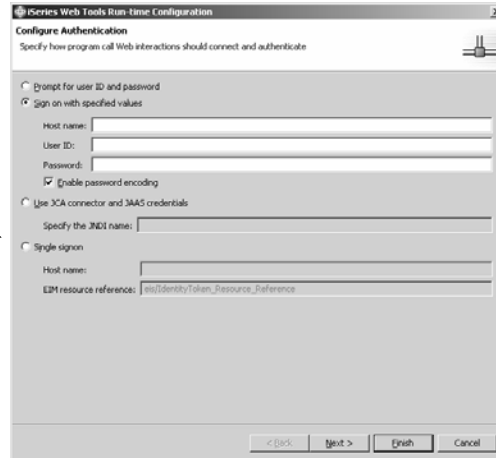 iSeries Web Tools Run-time Configuration
Configure Authentication
Specify how program call Web interactions should connect and authenticate
Prompt for user ID and password
Sign on with specified values
Host name:
User ID:
Password:
Enable password encoding
Use JCA connector and JAAS credentials
Specify the JNDI name:
Single signon
Host name:
EIM resource reference: eis/IdentityToken_Resource_Reference
< Back Next > Finish Cancel